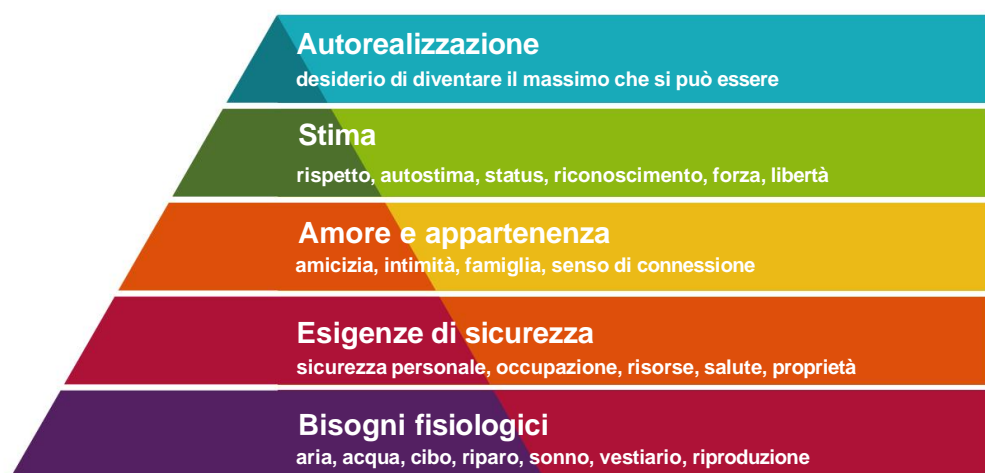 Autorealizzazione
desiderio di diventare il massimo che si può essere
Stima
rispetto, autostima, status, riconoscimento, forza, libertà
Amore e appartenenza
amicizia, intimità, famiglia, senso di connessione
Esigenze di sicurezza
sicurezza personale, occupazione, risorse, salute, proprietà
Bisogni fisiologici
aria, acqua, cibo, riparo, sonno, vestiario, riproduzione